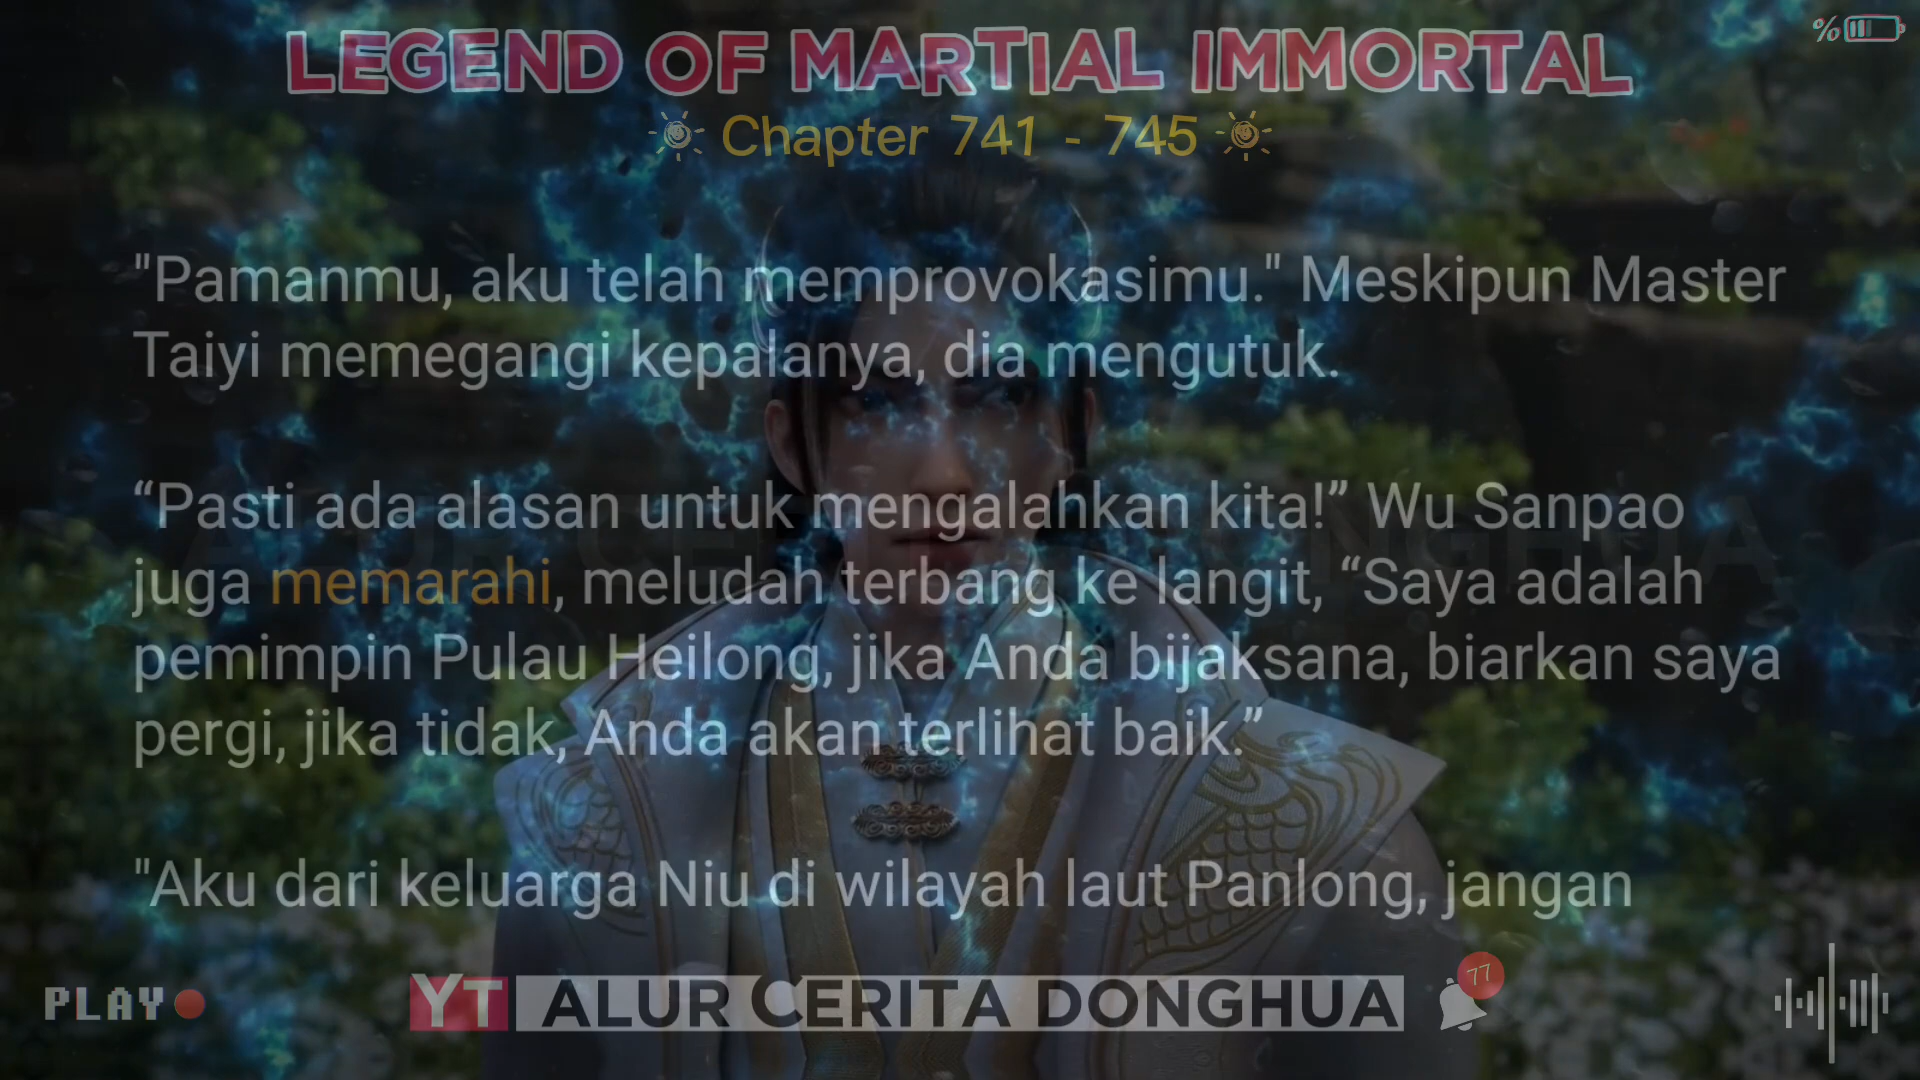 LEGEND OF MARTIAL IMMORTAL
%
Chapter 741 - 745
"Pamanmu, aku telah memprovokasimu." Meskipun Master
Taiyi memegangi kepalanya, dia mengutuk.
“Pasti ada alasan untuk mengalahkan kita!” Wu Sanpao
juga memarahi, meludah terbang ke langit, “Saya adalah
pemimpin Pulau Heilong, jika Anda bijaksana, biarkan saya
pergi, jika tidak, Anda akan terlihat baik.”
"Aku dari keluarga Niu di wilayah laut Panlong, jangan
PLAY
YT ALUR CERITA DONGHUA
77
ALUR CERITA DONGHUA